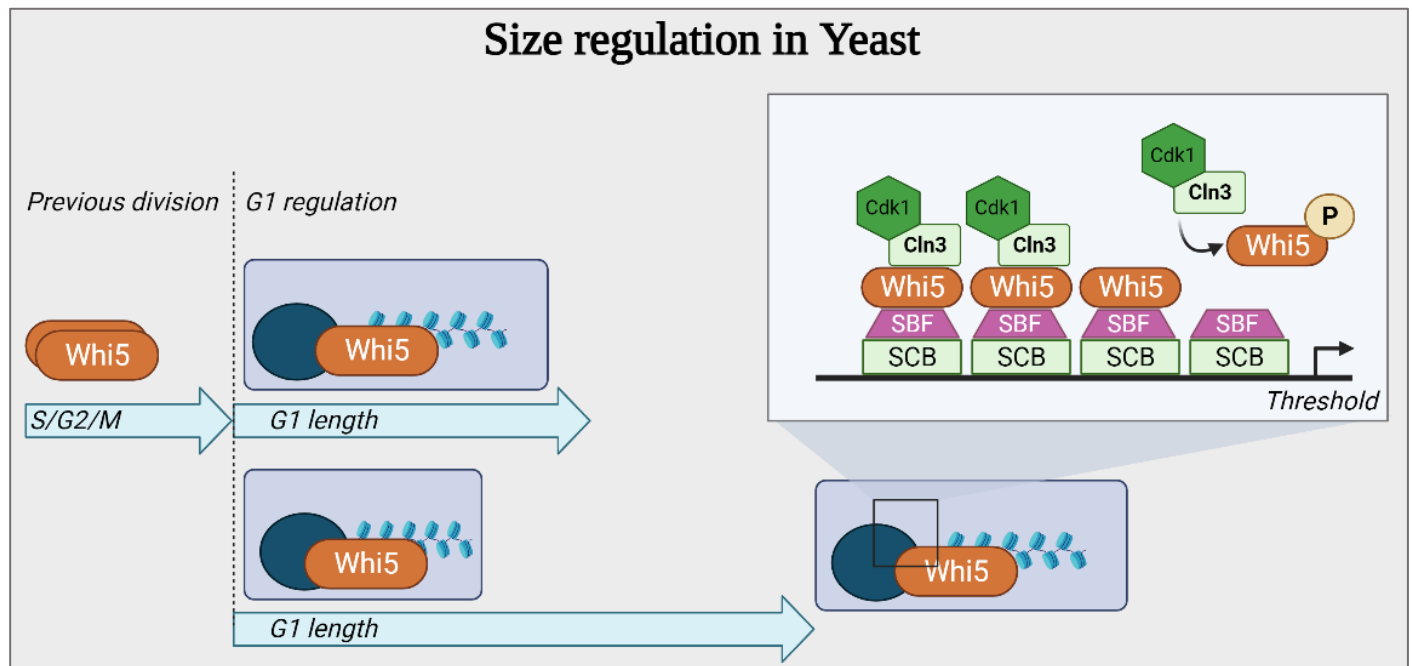 Size regulation in Yeast
Previous division
G1 regulation
Cdk1
Cln3
Cdk1
Cln3
Cdk1
Cln3
P
Whi5
Whi5
Whi5
Whi5
SBF
SBF
SBF
SBF
SCB
SCB
SCB
SCB
Threshold
Whi5
Whi5
S/G2/M
G1 length
Whi5
Whi5
G1 length